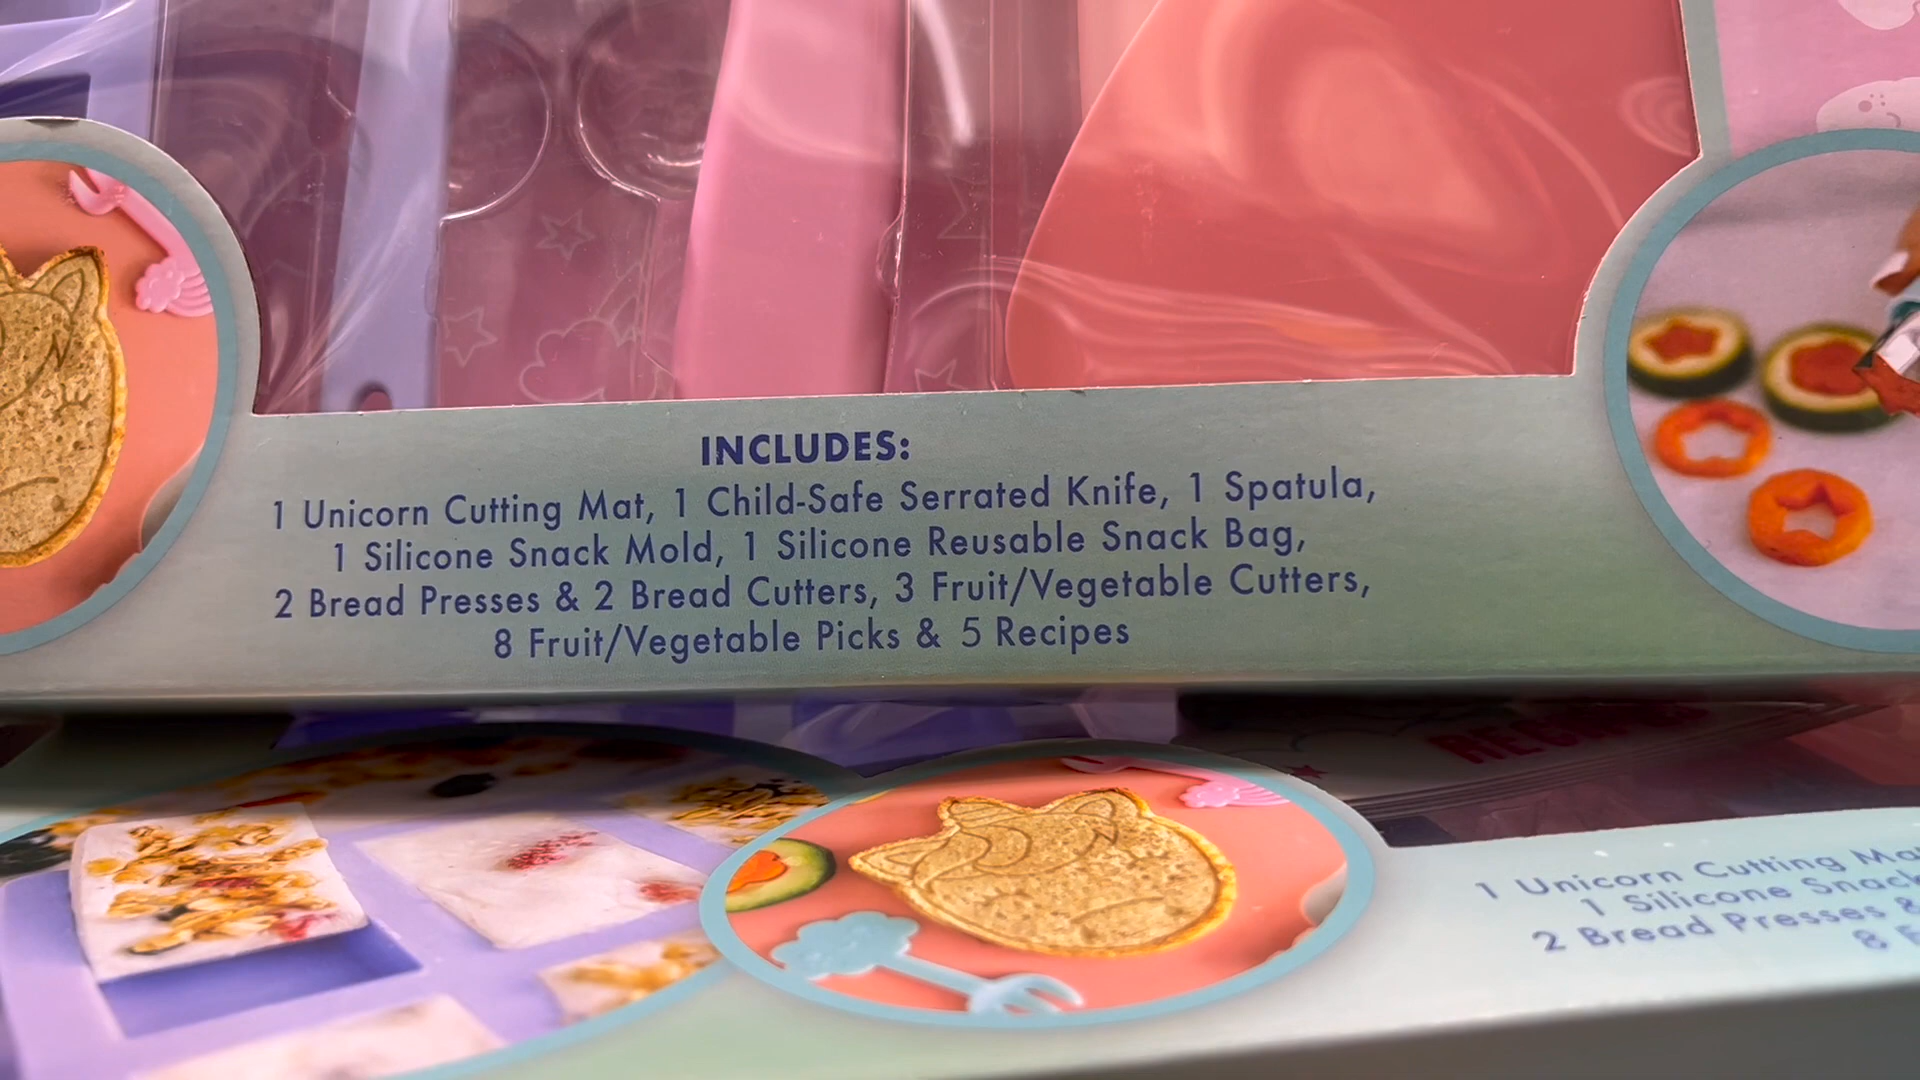 INCLUDES:
1 Unicorn Cutting Mat, 1 Child-Safe Serrated Knife, 1 Spatula,
1 Silicone Snack Mold, 1 Silicone Reusable Snack Bag,
2 Bread Presses & 2 Bread Cutters, 3 Fruit/Vegetable Cutters,
8 Fruit/Vegetable Picks & 5 Recipes
1 Unicorn Cutting Mat
1 Silicone Snack
2 Bread Presses &
8